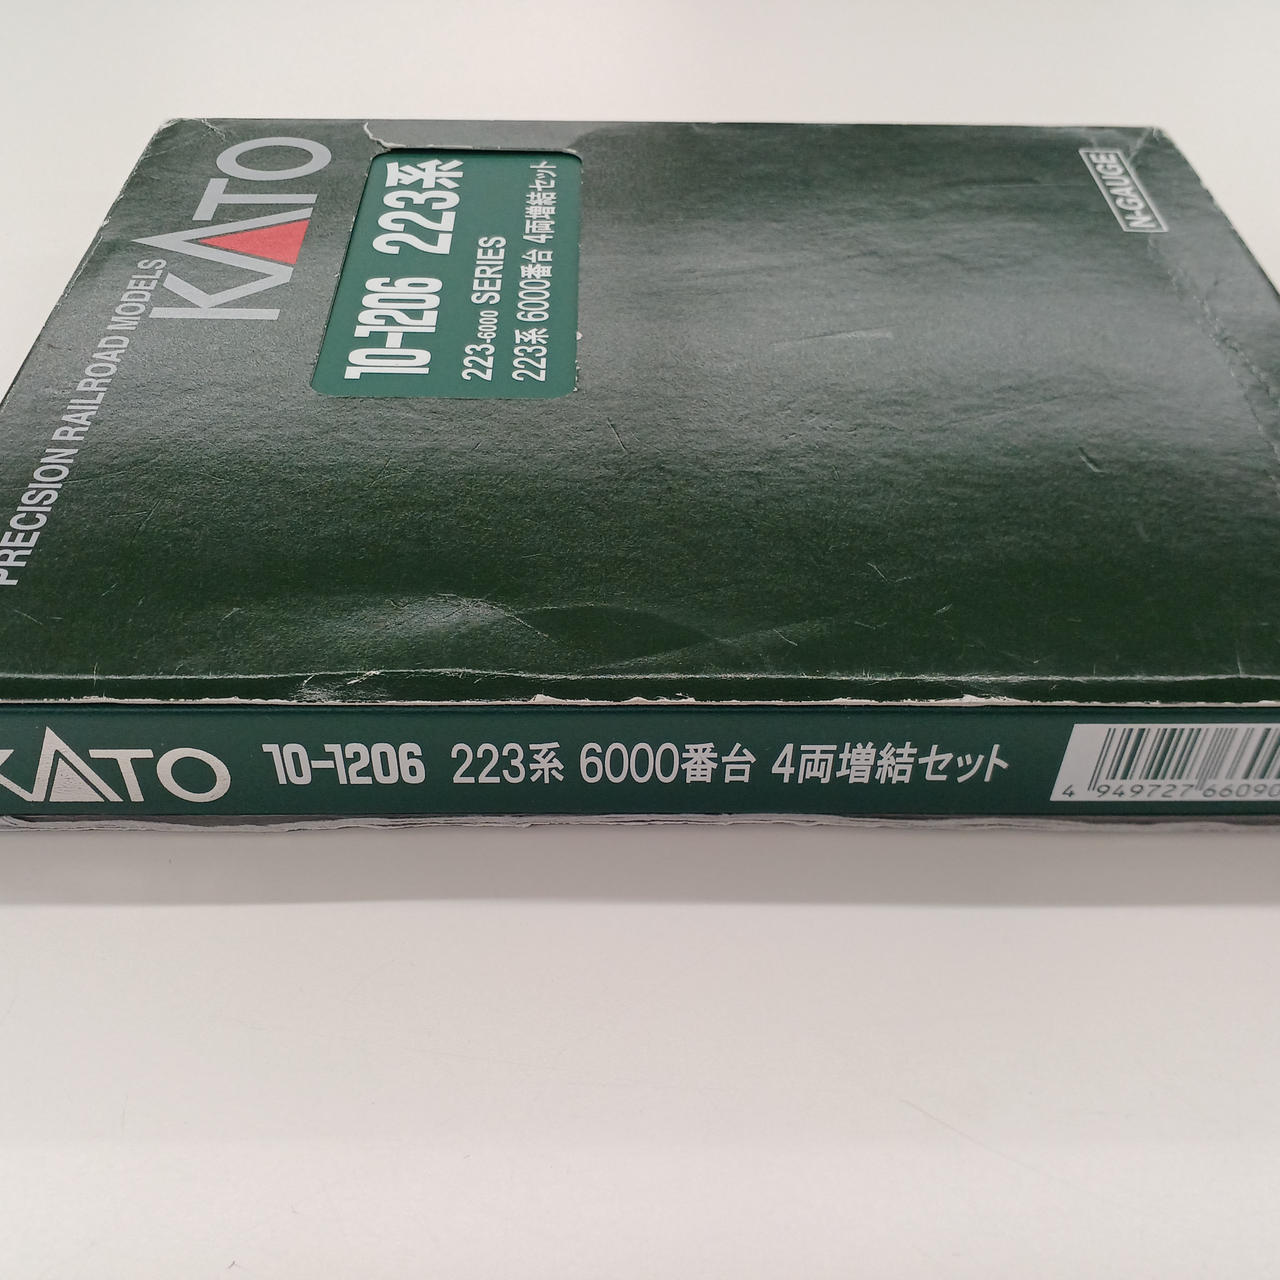 KATO
PRECISION RAILROAD MODELS
10-1206 223系
223-6000 SERIES
223系 6000番台 4両増結セット
N-GAUGE
KATO 10-1206 223系 6000番台 4両増結セット
4 949727 66090